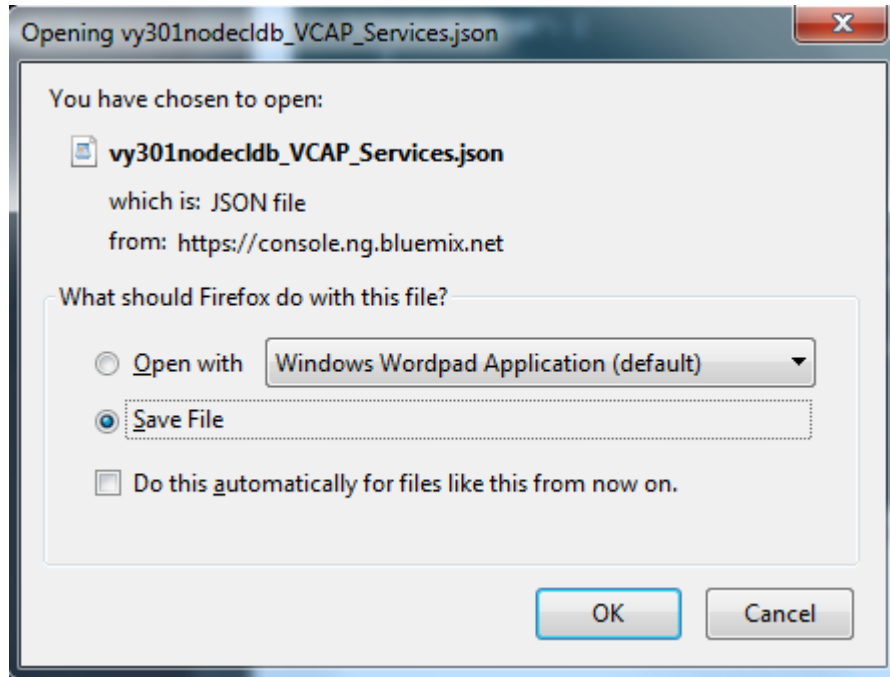 Opening vy301nodecldb_VCAP_Services.json
You have chosen to open:
vy301nodecldb_VCAP_Services.json
which is: JSON file
from: https://console.ng.bluemix.net
What should Firefox do with this file?
Open with Windows Wordpad Application (default)
Save File
Do this automatically for files like this from now on.
OK Cancel